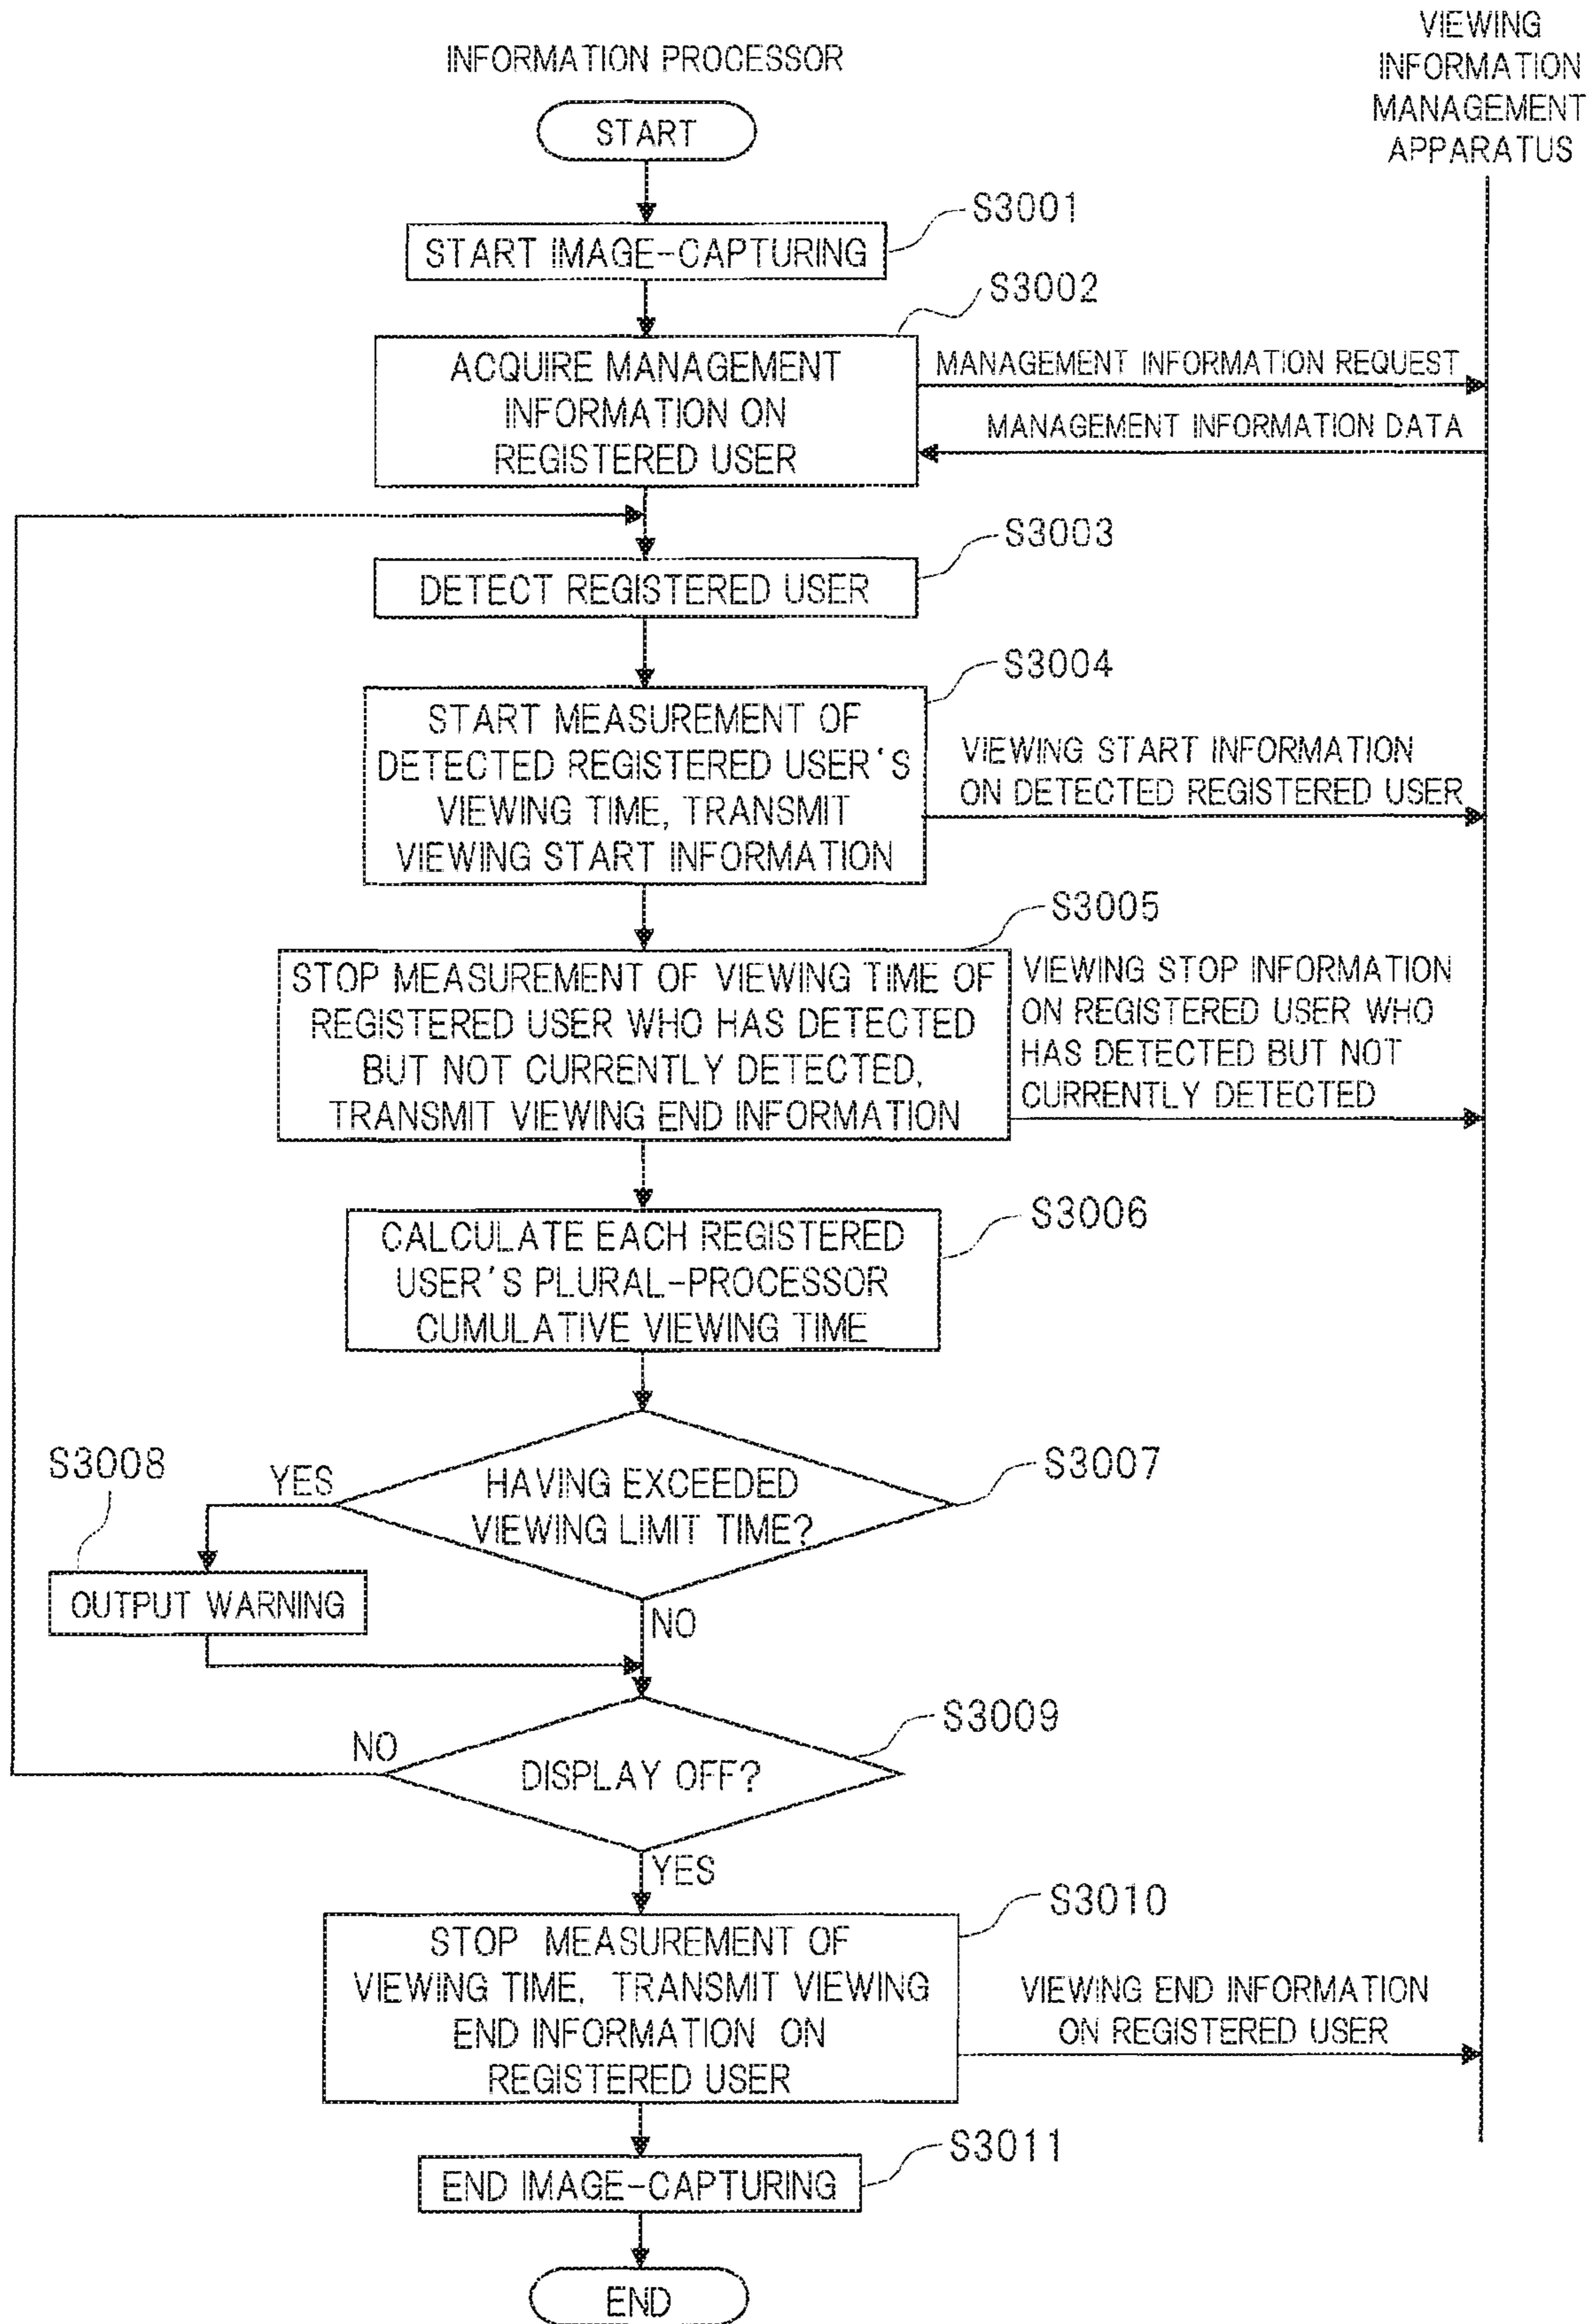 INFORMATION PROCESSOR
VIEWING
INFORMATION
MANAGEMENT
APPARATUS
START
S3001
START IMAGE-CAPTURING
S3002
ACQUIRE MANAGEMENT
INFORMATION ON
REGISTERED USER
MANAGEMENT INFORMATION REQUEST
MANAGEMENT INFORMATION DATA
S3003
DETECT REGISTERED USER
S3004
START MEASUREMENT OF
DETECTED REGISTERED USER'S
VIEWING TIME, TRANSMIT
VIEWING START INFORMATION
VIEWING START INFORMATION
ON DETECTED REGISTERED USER
S3005
STOP MEASUREMENT OF VIEWING TIME OF
REGISTERED USER WHO HAS DETECTED
BUT NOT CURRENTLY DETECTED,
TRANSMIT VIEWING END INFORMATION
VIEWING STOP INFORMATION
ON REGISTERED USER WHO
HAS DETECTED BUT NOT
CURRENTLY DETECTED
S3006
CALCULATE EACH REGISTERED
USER'S PLURAL-PROCESSOR
CUMULATIVE VIEWING TIME
S3007
HAVING EXCEEDED
VIEWING LIMIT TIME?
YES
S3008
OUTPUT WARNING
NO
S3009
DISPLAY OFF?
NO
YES
S3010
STOP MEASUREMENT OF
VIEWING TIME, TRANSMIT VIEWING
END INFORMATION ON
REGISTERED USER
VIEWING END INFORMATION
ON REGISTERED USER
S3011
END IMAGE-CAPTURING
END